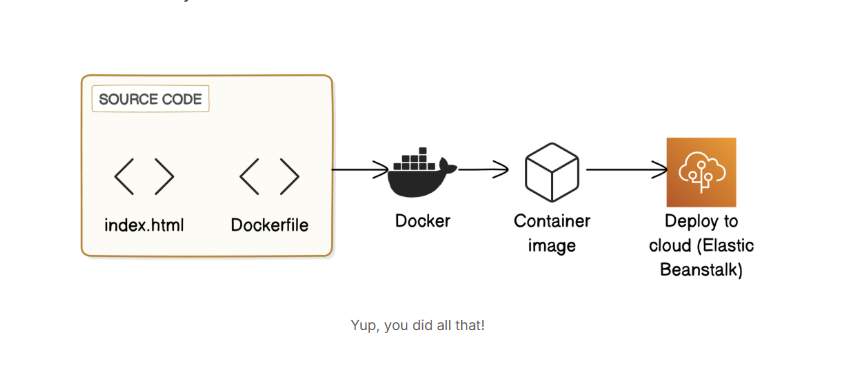 SOURCE CODE
index.html
Dockerfile
Docker
Container
image
Deploy to
cloud (Elastic
Beanstalk)
Yup, you did all that!